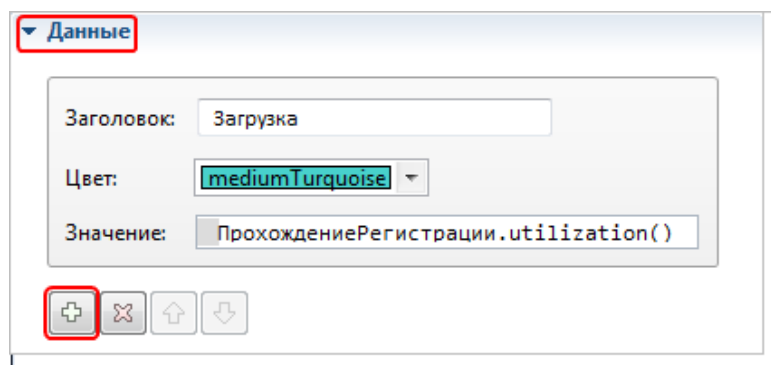 Данные
Заголовок: Загрузка
Цвет: mediumTurquoise
Значение: ПрохождениеРегистрации.utilization()